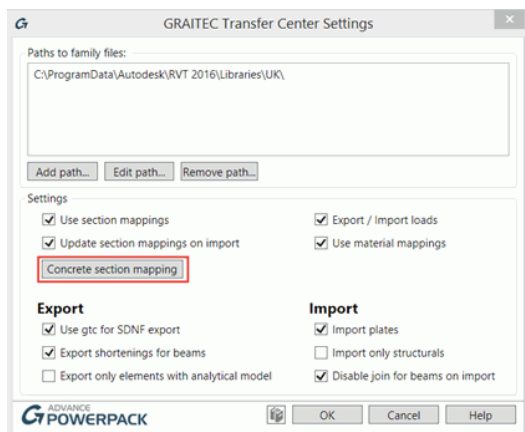 GRAITEC Transfer Center Settings
Paths to family files:
C:\ProgramData\Autodesk\RVT 2016\Libraries\UK\
Add path... Edit path... Remove path...
Settings
Use section mappings Export / Import loads
Update section mappings on import Use material mappings
Concrete section mapping
Export Import
Use gtc for SDNF export Import plates
Export shortenings for beams Import only structurals
Export only elements with analytical model Disable join for beams on import
ADVANCE
POWERPACK OK Cancel Help